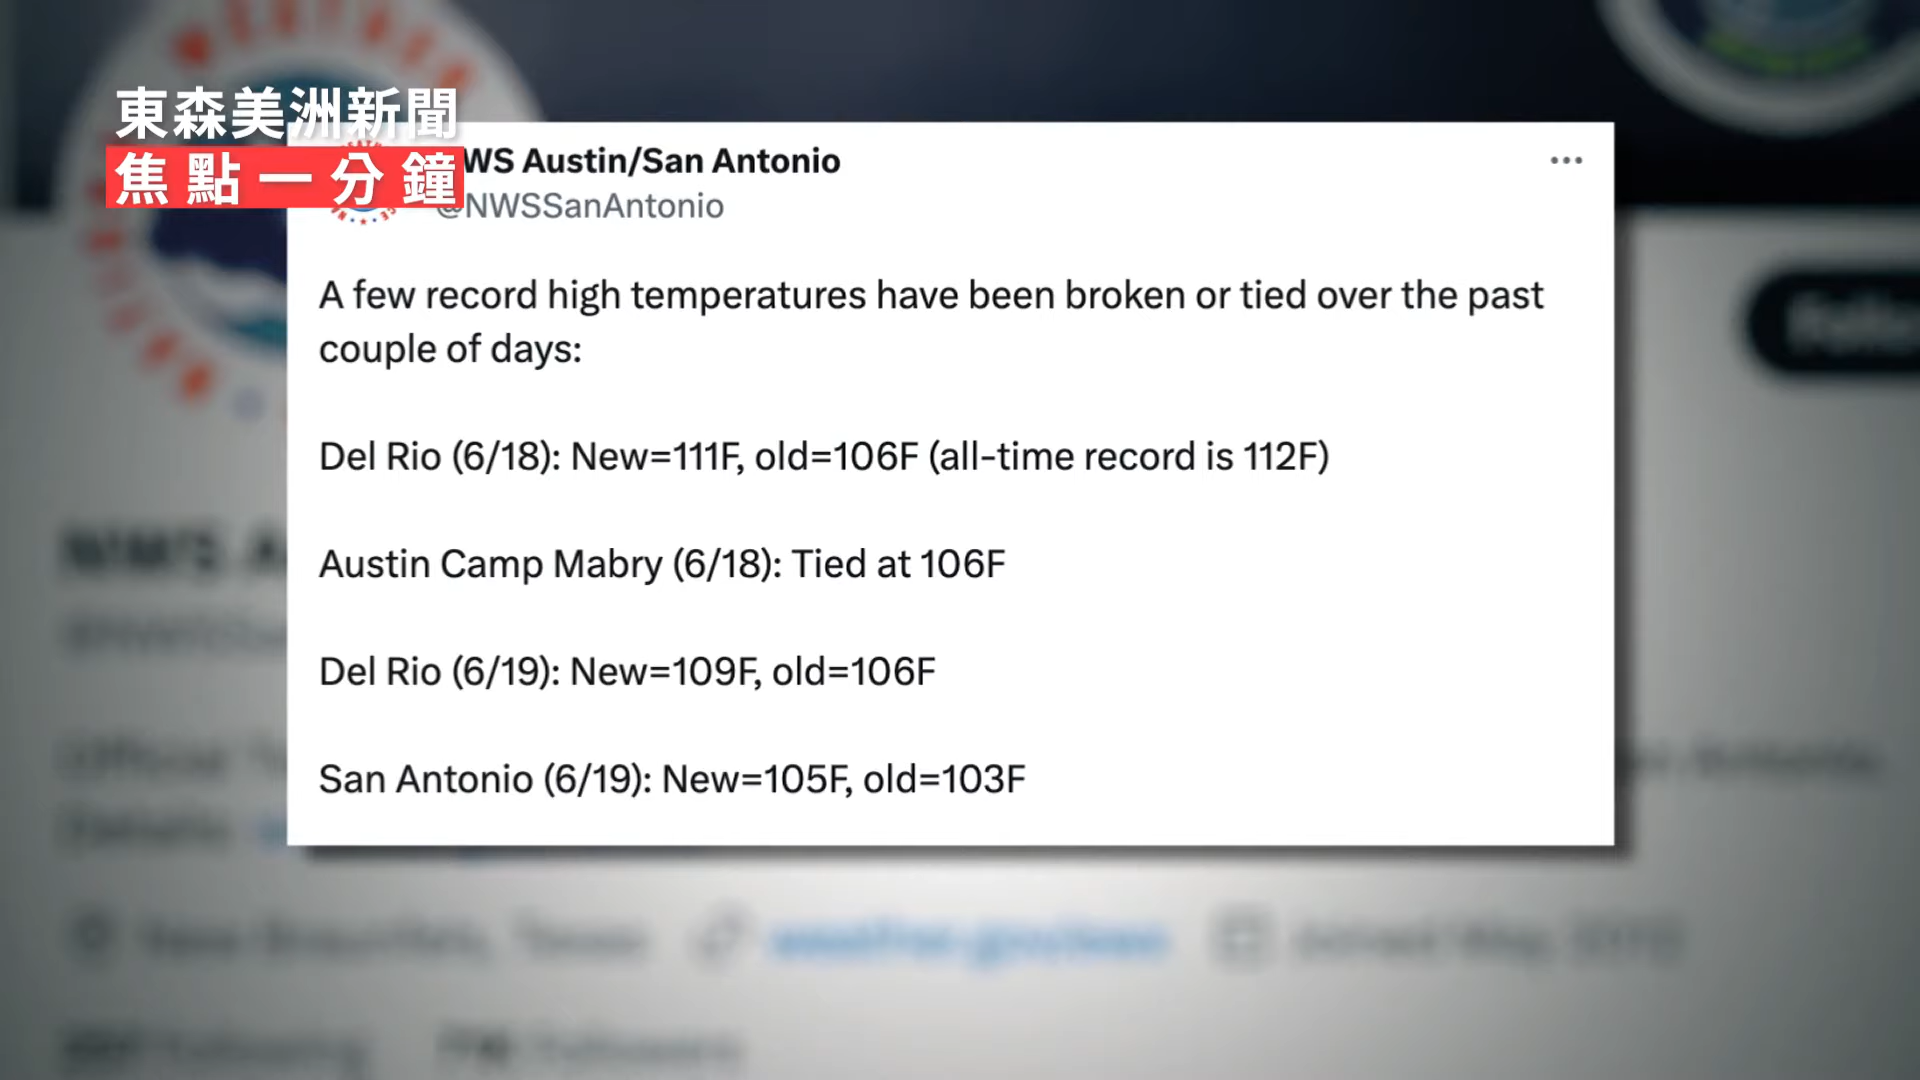 東森美洲新聞
焦點一分鐘
WS Austin/San Antonio
@NWSSanAntonio
A few record high temperatures have been broken or tied over the past
couple of days:
Del Rio (6/18): New=111F, old=106F (all-time record is 112F)
Austin Camp Mabry (6/18): Tied at 106F
Del Rio (6/19): New=109F, old=106F
San Antonio (6/19): New=105F, old=103F